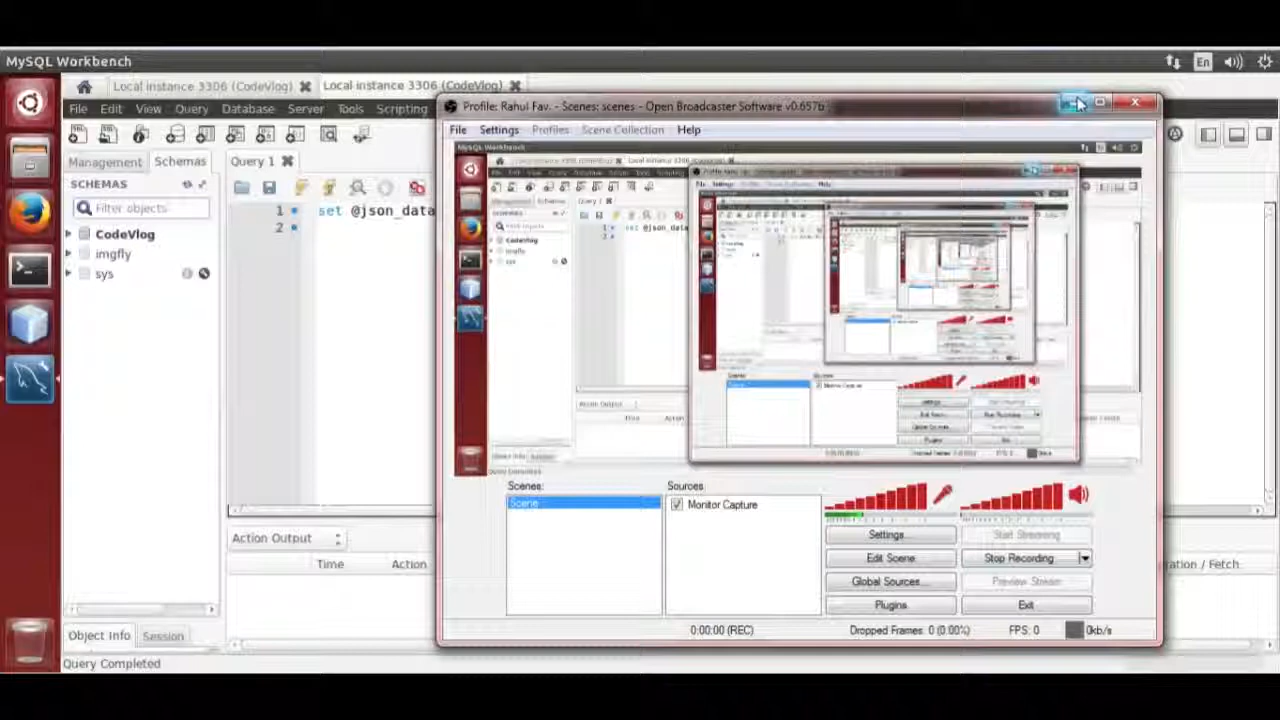 MySQL Workbench
En
Local instance 3306 (CodeVlog)
Local instance 3306 (CodeVlog)
File Edit View Query Database Server Tools Scripting
Profile: Rahul Fav. - Scenes: scenes - Open Broadcaster Software v0.657b
File Settings Profiles Scene Collection Help
Management Schemas
Query 1
SCHEMAS
Filter objects
CodeVlog
imgfly
sys
1 set @json_data
2
Scenes:
Scene
Sources:
Monitor Capture
Settings...
Start Streaming
Edit Scene
Stop Recording
Global Sources...
Preview Stream
Plugins
Exit
0:00:00 (REC)
Dropped Frames: 0 (0.00%)
FPS: 0
0kb/s
Action Output
Time Action
ration / Fetch
Object Info Session
Query Completed